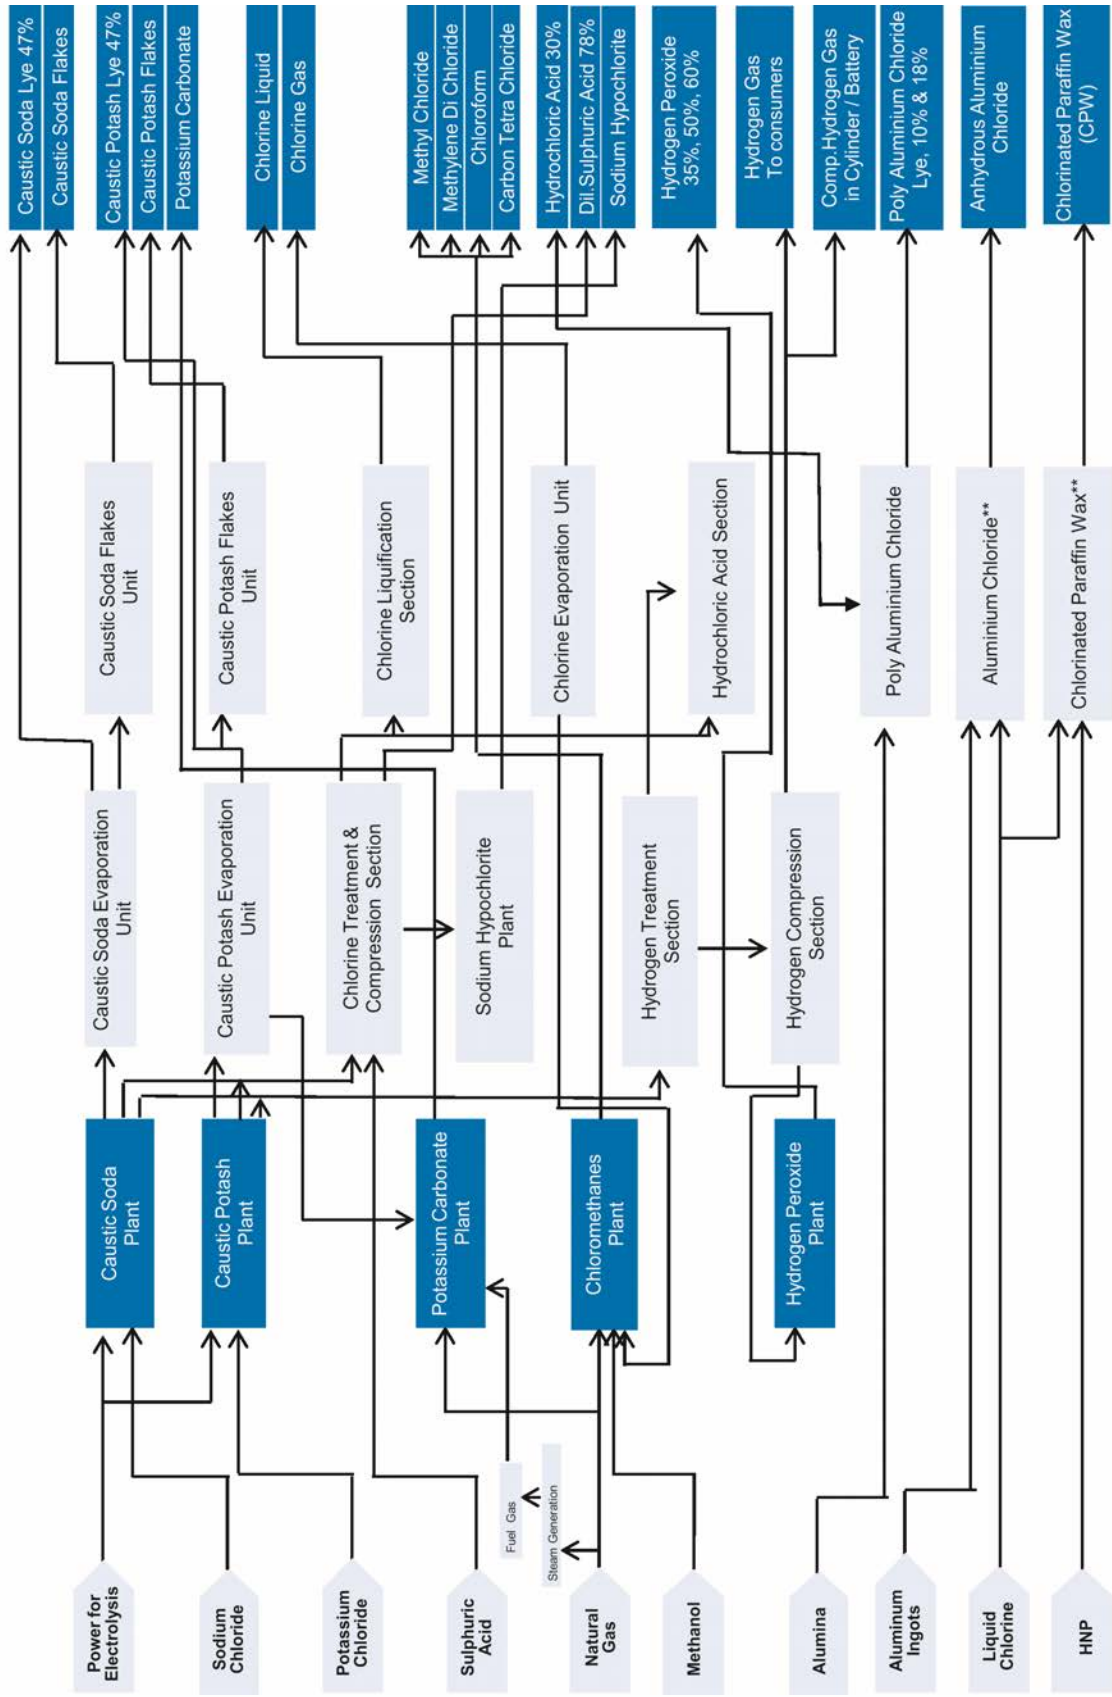 Power for
Electrolysis
Sodium
Chloride
Potassium
Chloride
Sulphuric
Acid
Natural
Gas
Methanol
Alumina
Aluminum
Ingots
Liquid
Chlorine
HNP
Fuel Gas
Steam Generation
Caustic Soda
Plant
Caustic Potash
Plant
Potassium Carbonate
Plant
Chloromethanes
Plant
Hydrogen Peroxide
Plant
Caustic Soda Evaporation
Unit
Caustic Potash Evaporation
Unit
Chlorine Treatment &
Compression Section
Sodium Hypochlorite
Plant
Hydrogen Treatment
Section
Hydrogen Compression
Section
Caustic Soda Flakes
Unit
Caustic Potash Flakes
Unit
Chlorine Liquification
Section
Chlorine Evaporation Unit
Hydrochloric Acid Section
Poly Aluminium Chloride
Aluminium Chloride**
Chlorinated Paraffin Wax**
Caustic Soda Lye 47%
Caustic Soda Flakes
Caustic Potash Lye 47%
Caustic Potash Flakes
Potassium Carbonate
Chlorine Liquid
Chlorine Gas
Methyl Chloride
Methylene Di Chloride
Chloroform
Carbon Tetra Chloride
Hydrochloric Acid 30%
Dil.Sulphuric Acid 78%
Sodium Hypochlorite
Hydrogen Peroxide
35%, 50%, 60%
Hydrogen Gas
To consumers
Comp.Hydrogen Gas
in Cylinder / Battery
Poly Aluminium Chloride
Lye, 10% & 18%
Anhydrous Aluminium
Chloride
Chlorinated Paraffin Wax
(CPW)